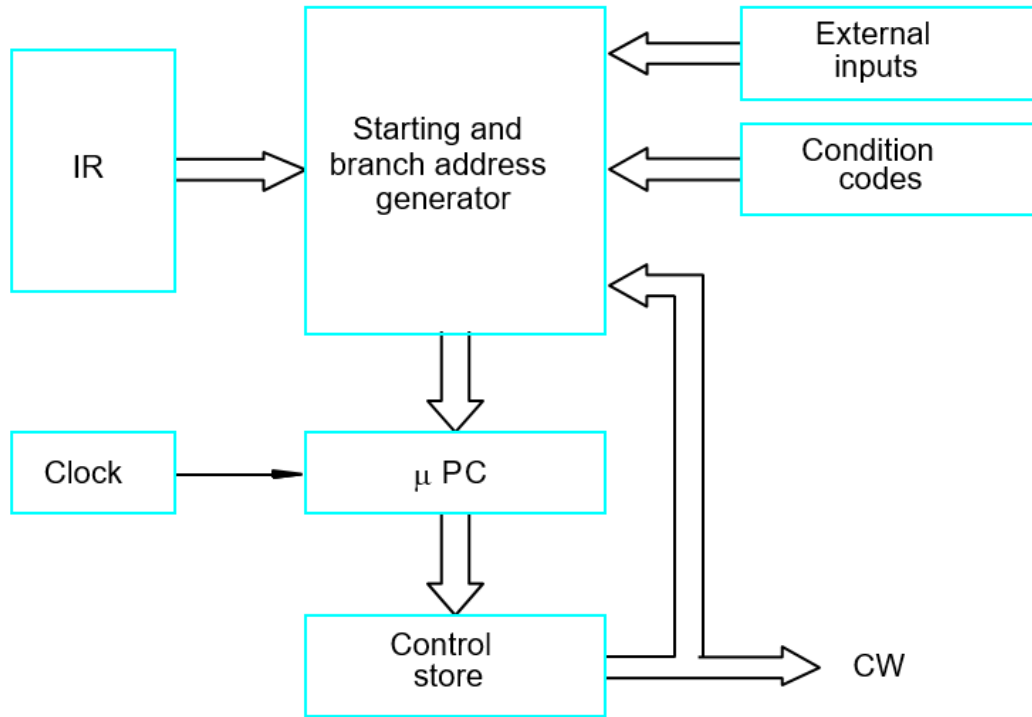 External
inputs
IR
Starting and
branch address
generator
Condition
codes
Clock
μ PC
Control
store
CW